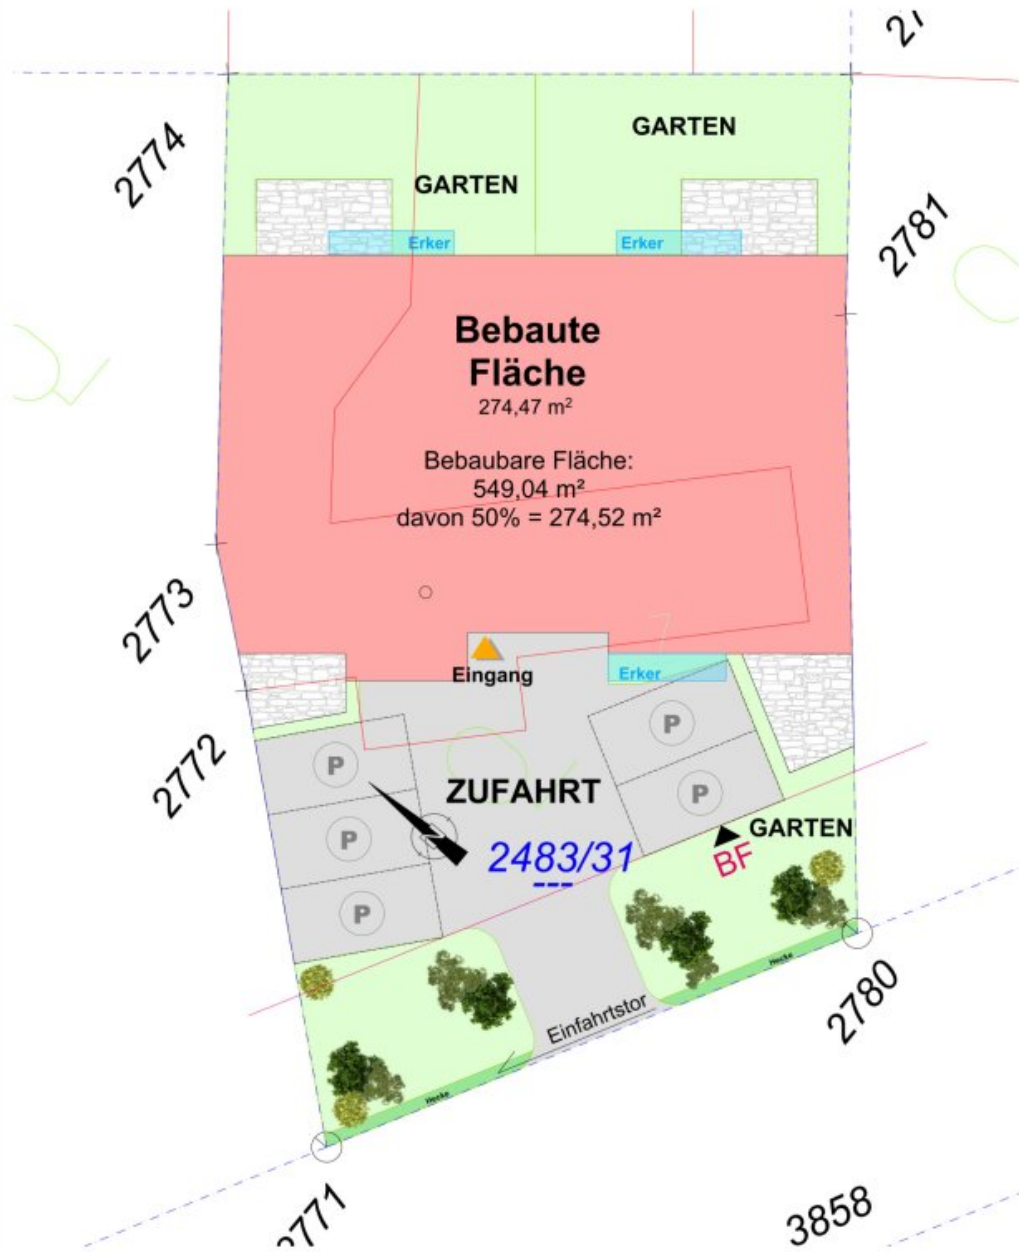 27
2774
GARTEN
GARTEN
2781
Erker
Erker
Bebaute
Fläche
274,47 m²
Bebaubare Fläche:
549,04 m²
davon 50% = 274,52 m²
2773
Eingang
Erker
2772
P
P
ZUFAHRT
P
P
GARTEN
2483/31
BF
P
Hecke
2780
Einfahrtstor
Hecke
2771
3858